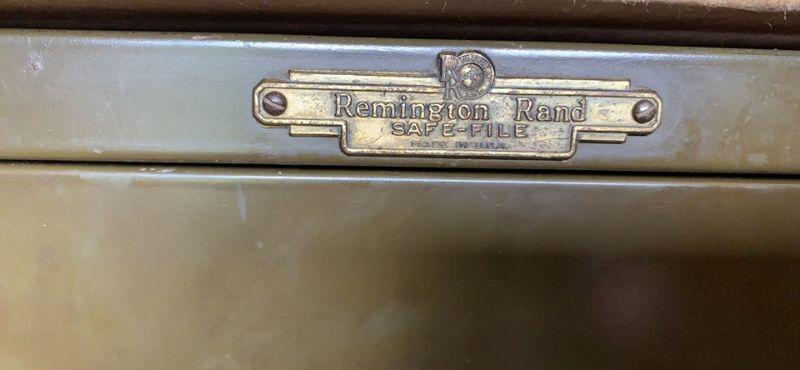 Remington Rand
SAFE-FILE
MADE IN U.S.A.